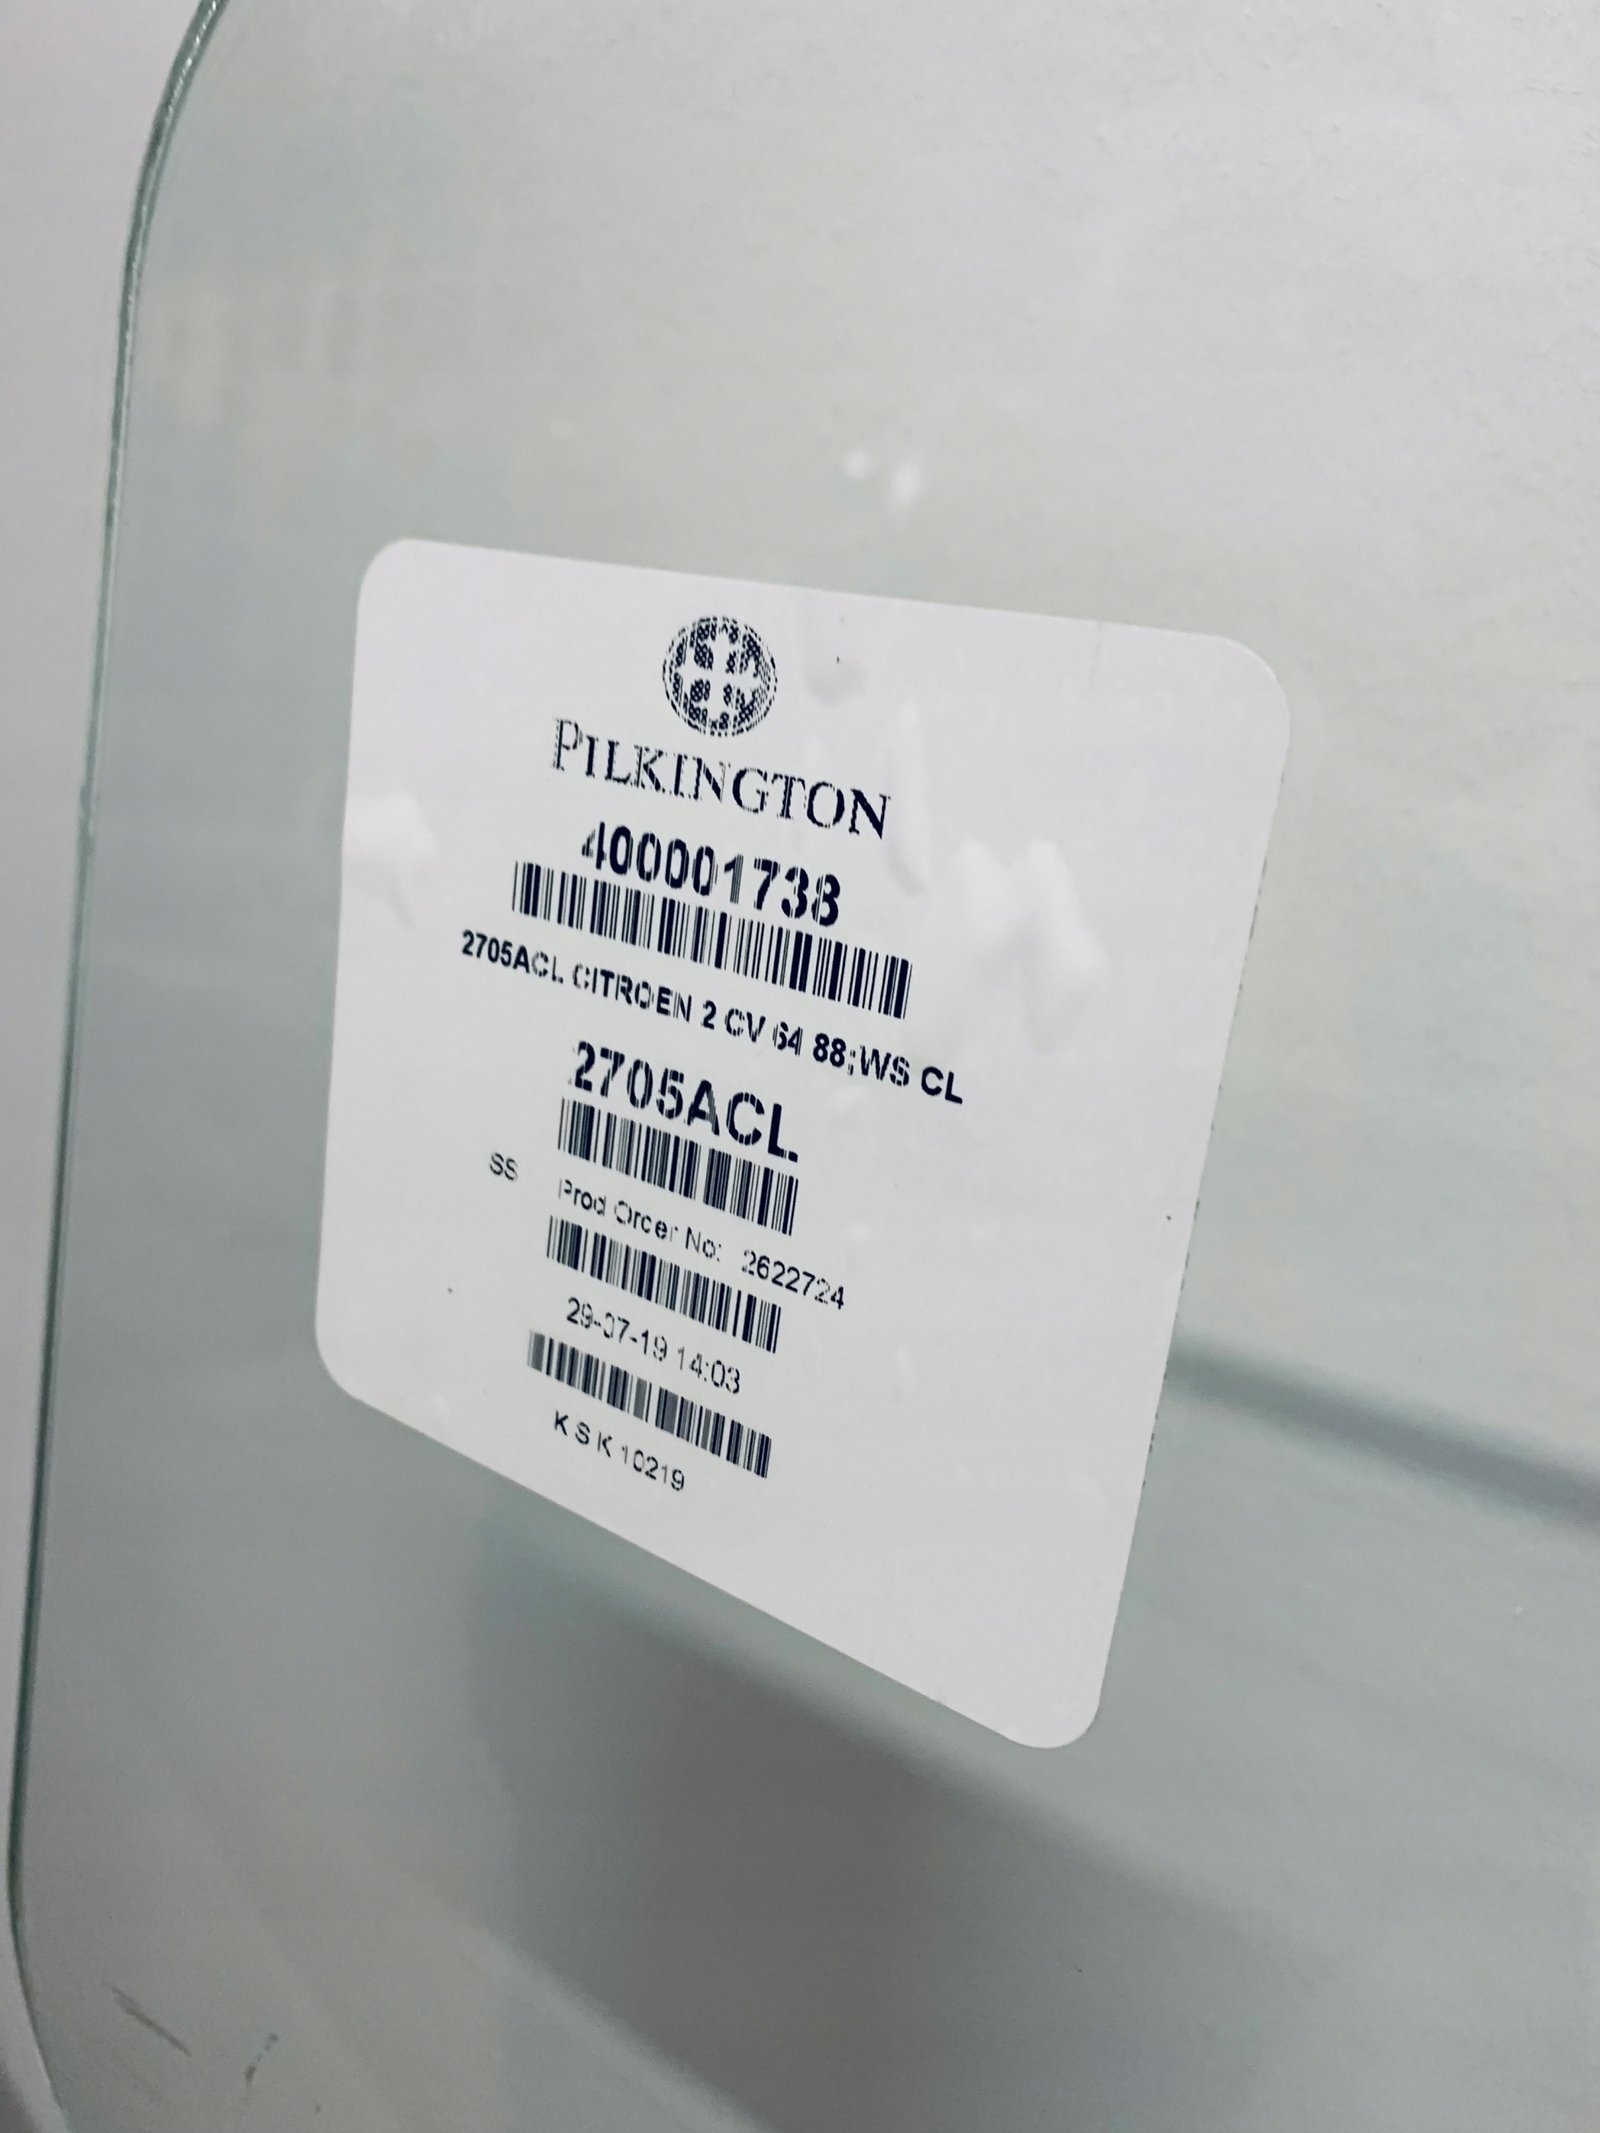 PILKINGTON
400001738
2705ACL CITROEN 2 CV 64 88;WS CL
2705ACL
SS Prod Order No: 2622724
29-07-19 14:03
K S K 10219